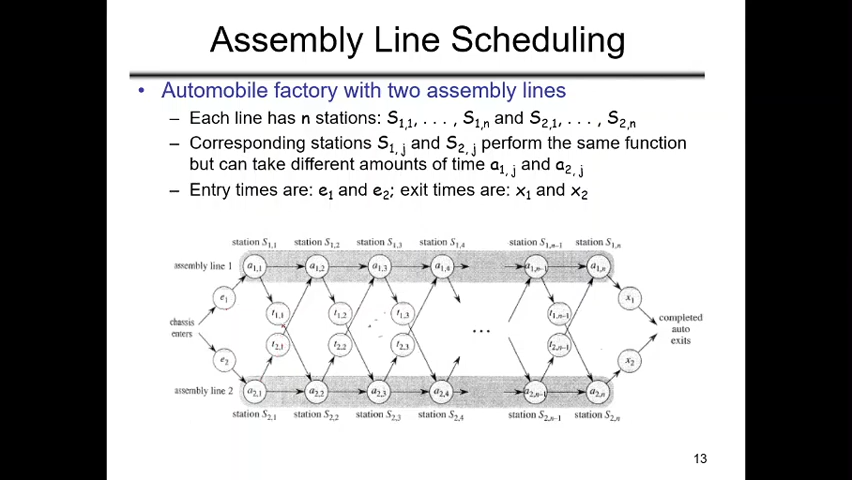 Assembly Line Scheduling
• Automobile factory with two assembly lines
– Each line has n stations: S1,1, . . . , S1,n and S2,1, . . . , S2,n
– Corresponding stations S1, j and S2, j perform the same function
but can take different amounts of time a1, j and a2, j
– Entry times are: e1 and e2; exit times are: x1 and x2
station S1,1 station S1,2 station S1,3 station S1,4 station S1,n–1 station S1,n
assembly line 1 a1,1 a1,2 a1,3 a1,4 a1,n–1 a1,n
e1 x1
t1,1 t1,2 t1,3 t1,n–1
chassis
enters
...
completed
auto
exits
t2,1 t2,2 t2,3 t2,n–1
e2 x2
assembly line 2 a2,1 a2,2 a2,3 a2,4 a2,n–1 a2,n
station S2,1 station S2,2 station S2,3 station S2,4 station S2,n–1 station S2,n
13